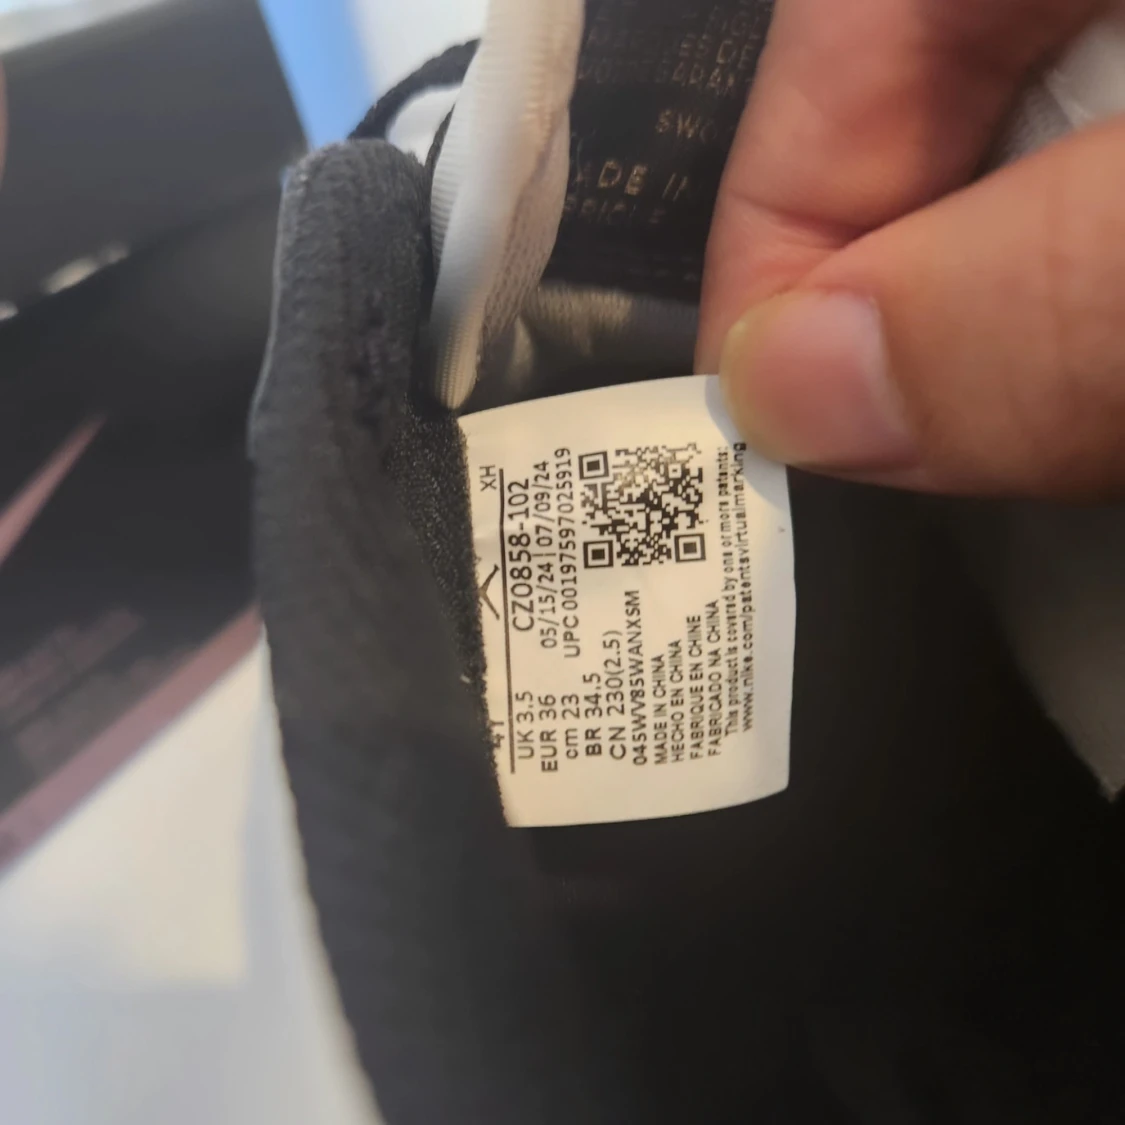 XH
4Y
UK 3.5
CZ0858-102
EUR 36
05/15/24|07/09/24
cm 23
UPC 00197597025919
BR 34.5
CN 230(2.5)
045WV85WANXSM
MADE IN CHINA
HECHO EN CHINA
FABRIQUE EN CHINE
FABRICADO NA CHINA
This product is covered by one or more patents:
www.nike.com/patentsvirtualmarking